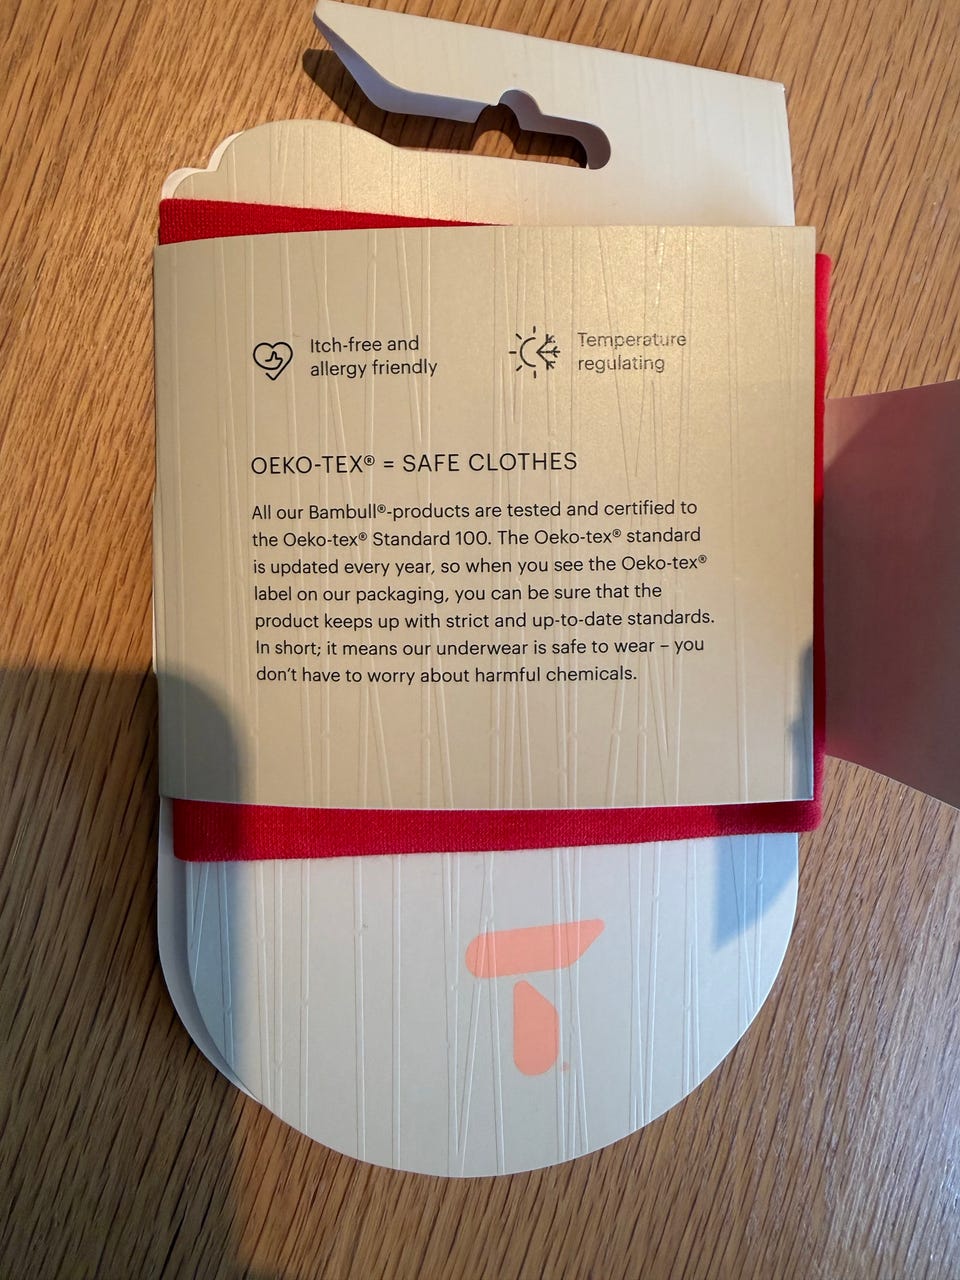 Itch-free and
allergy friendly
Temperature
regulating
OEKO-TEX® = SAFE CLOTHES
All our Bambull®-products are tested and certified to
the Oeko-tex® Standard 100. The Oeko-tex® standard
is updated every year, so when you see the Oeko-tex®
label on our packaging, you can be sure that the
product keeps up with strict and up-to-date standards.
In short; it means our underwear is safe to wear – you
don't have to worry about harmful chemicals.